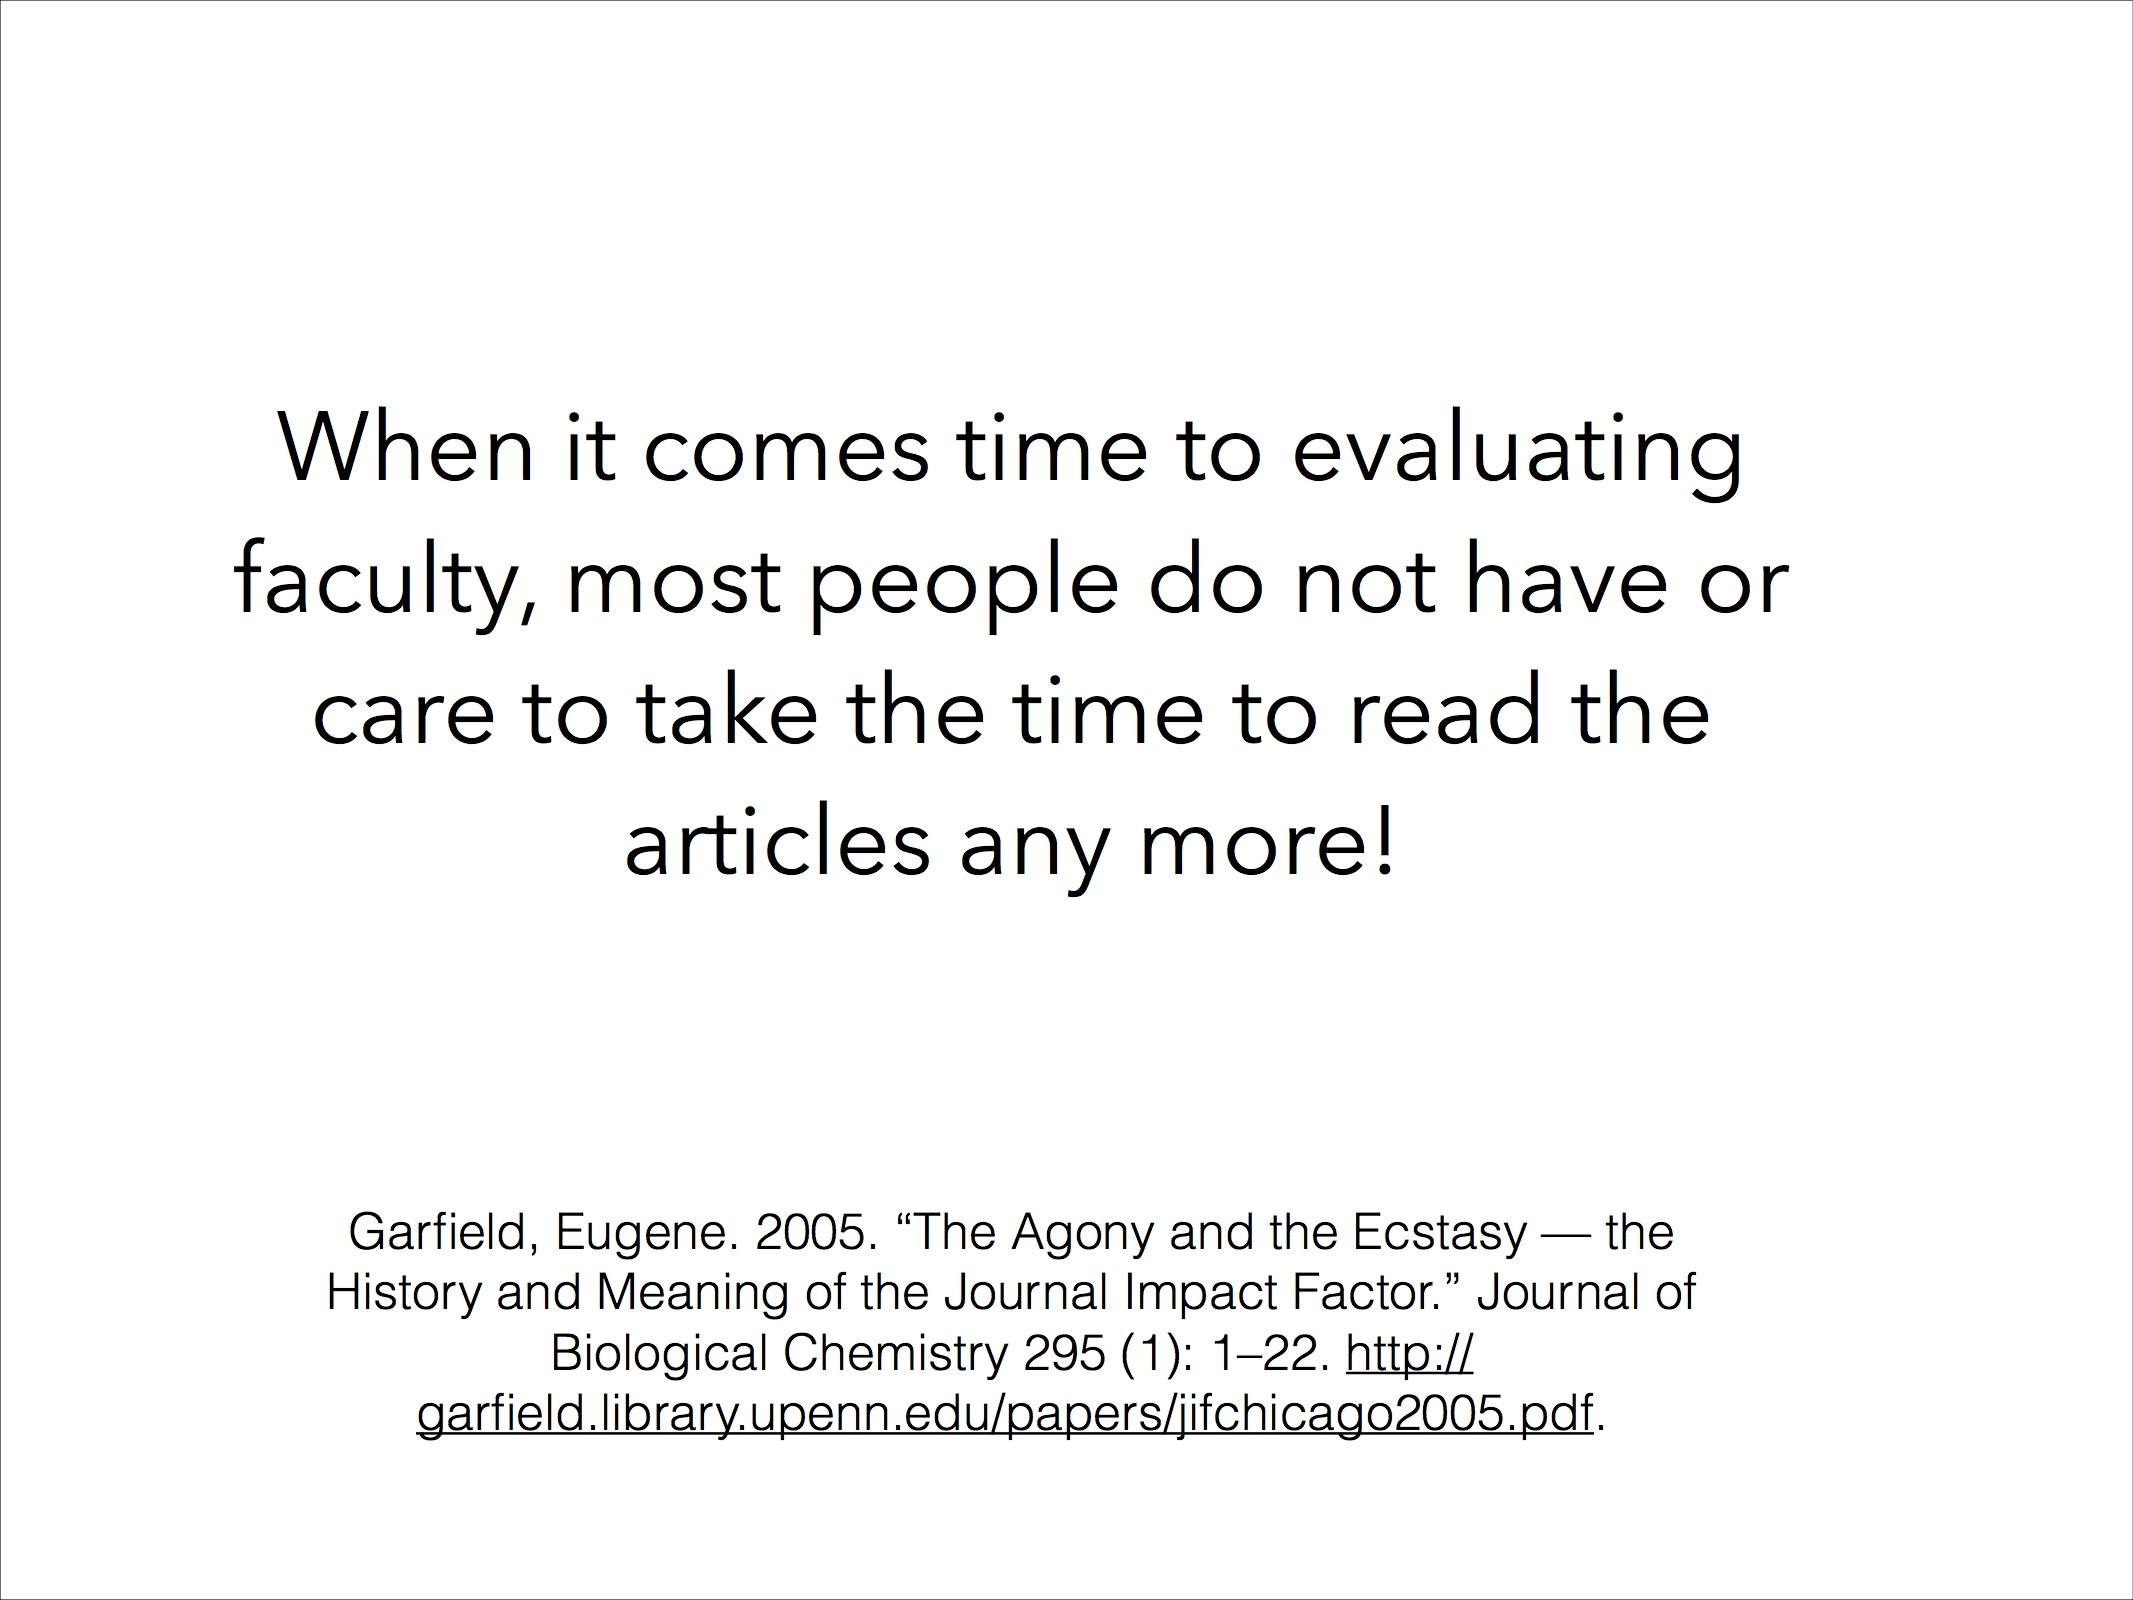 When it comes time to evaluating
faculty, most people do not have or
care to take the time to read the
articles any more!
Garfield, Eugene. 2005. “The Agony and the Ecstasy — the
History and Meaning of the Journal Impact Factor.” Journal of
Biological Chemistry 295 (1): 1–22. http://
garfield.library.upenn.edu/papers/jifchicago2005.pdf.